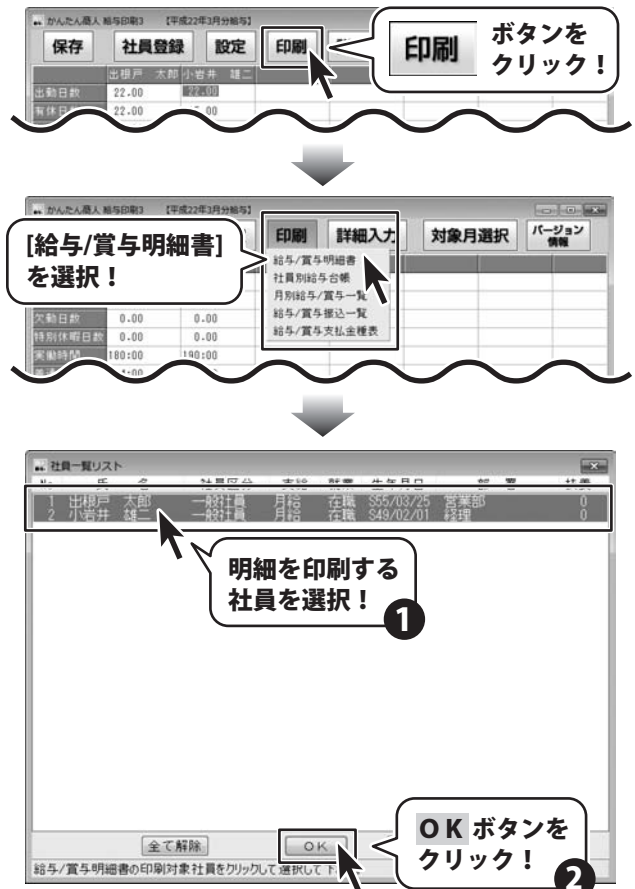 かんたん商人 給与印刷3 【平成22年3月分給与】
保存 社員登録 設定 印刷
印刷 ボタンを
クリック！
出根戸 太郎 小岩井 雄二
出勤日数 22.00 22.00
22.00
かんたん商人 給与印刷3 【平成22年3月分給与】
印刷 詳細入力 対象月選択 バージョン
情報
[給与/賞与明細書]
を選択！
給与/賞与明細書
社員別給与台帳
月別給与/賞与一覧
給与/賞与振込一覧
給与/賞与支払金種表
欠勤日数 0.00 0.00
特別休暇日数 0.00 0.00
実働時間 180:00 190:00
社員一覧リスト
1 出根戸 太郎 一般社員 月給 在職 S55/03/25 営業部 0
2 小岩井 雄二 一般社員 月給 在職 S49/02/01 経理 0
明細を印刷する
社員を選択！
1
全て解除 OK
OK ボタンを
クリック！
2
給与/賞与明細書の印刷対象社員をクリックして選択して下